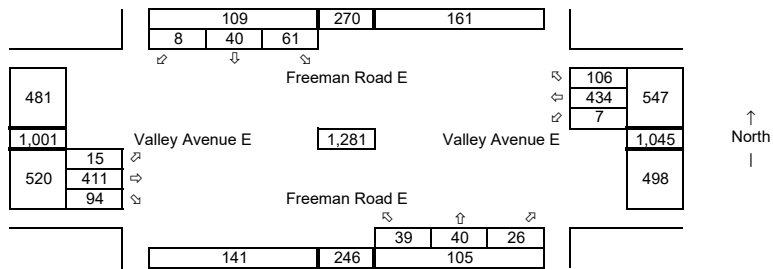 109 270 161
8 40 61
Freeman Road E
481
106
434
7
547
1,001
Valley Avenue E
1,281
Valley Avenue E
1,045
North
15
411
94
520
498
Freeman Road E
39 40 26
141 246 105